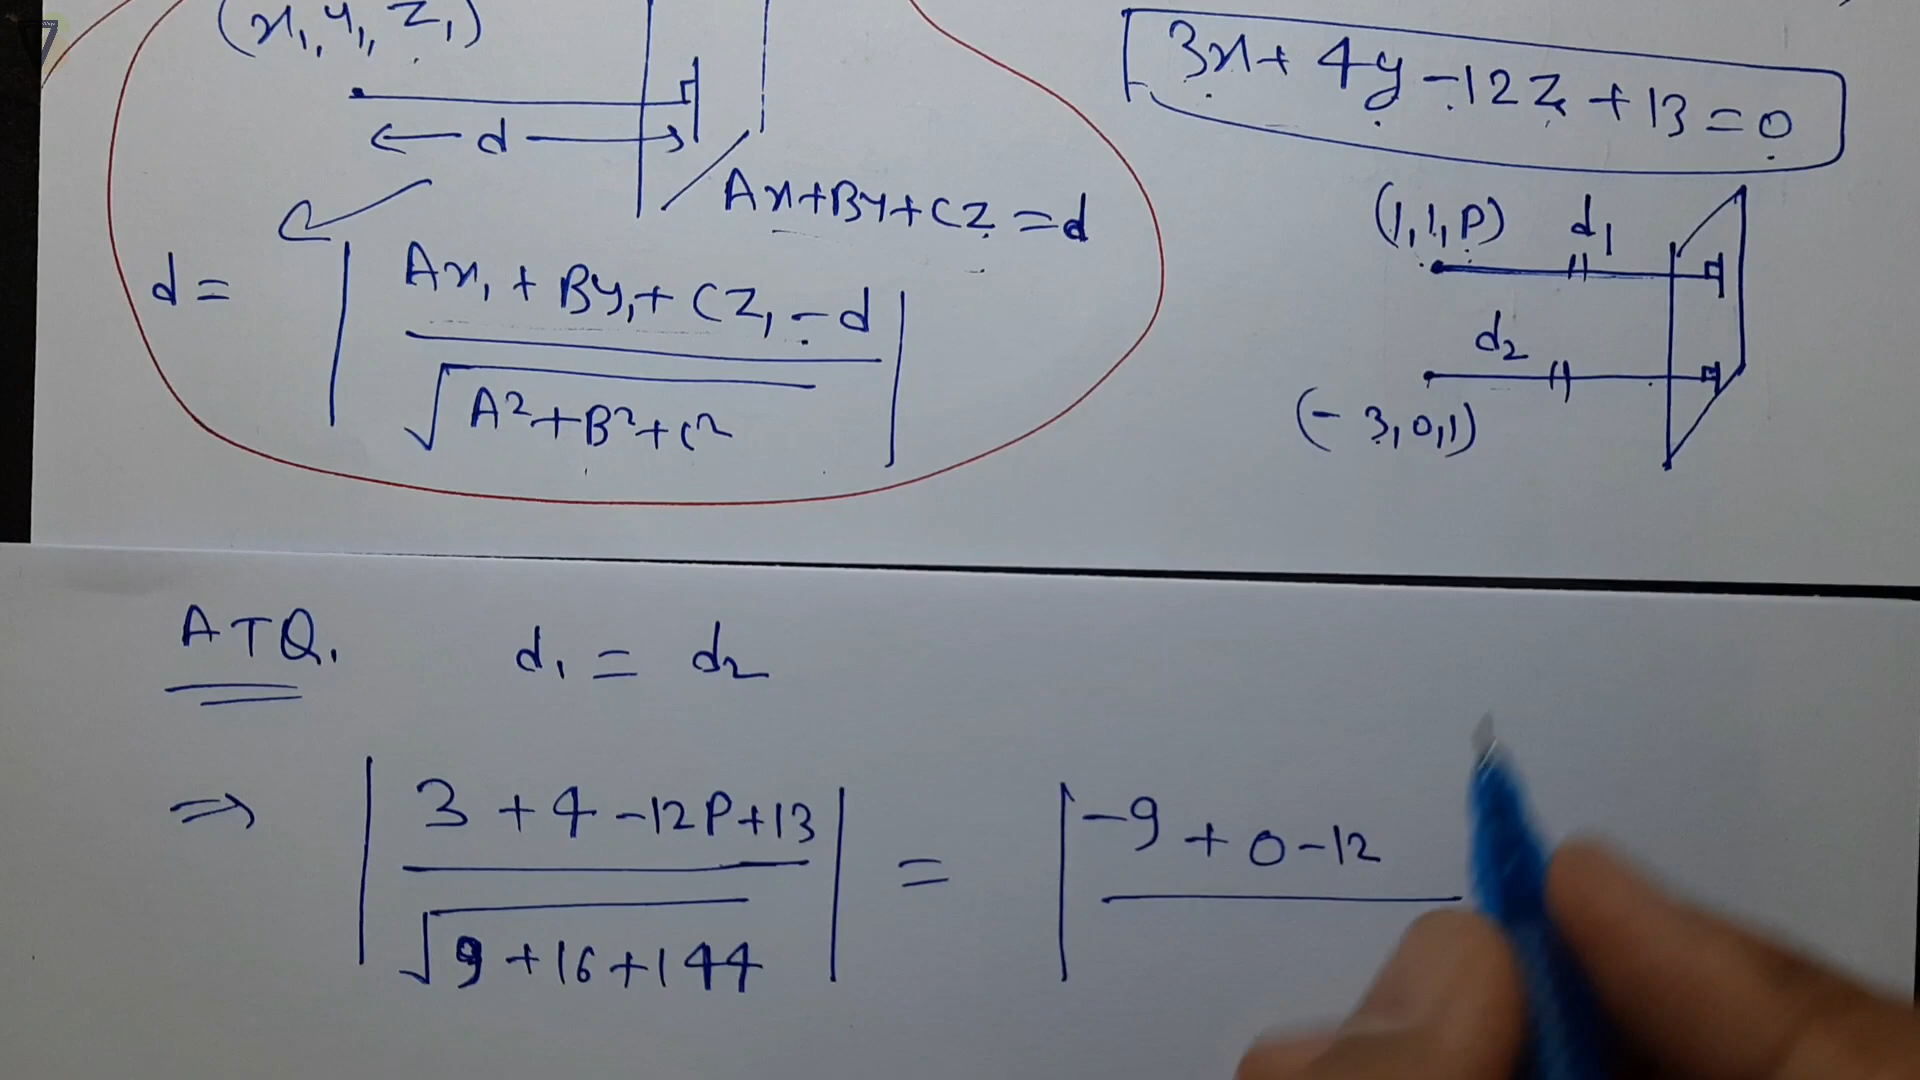 (x₁, y₁, z₁)
d
Ax+By+Cz=d
d = | Ax₁ + By₁ + Cz₁ - d |
√A²+B²+C²
3x+4y-12z+13=0
(1,1,P) d₁
d₂
(-3,0,1)
ATQ, d₁ = d₂
⇒ | 3+4-12P+13 | = | -9+0-12
√9+16+144